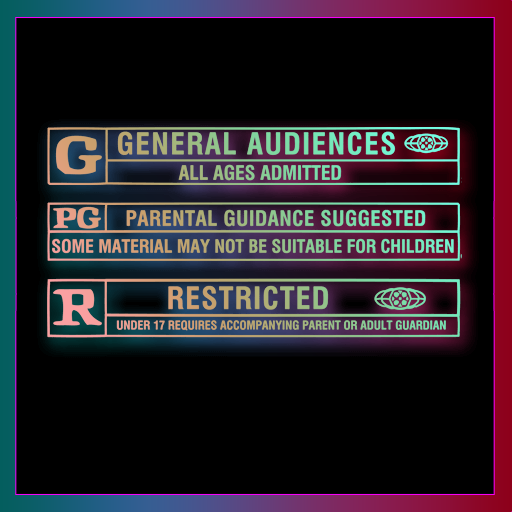 G GENERAL AUDIENCES
ALL AGES ADMITTED
PG PARENTAL GUIDANCE SUGGESTED
SOME MATERIAL MAY NOT BE SUITABLE FOR CHILDREN
R RESTRICTED
UNDER 17 REQUIRES ACCOMPANYING PARENT OR ADULT GUARDIAN